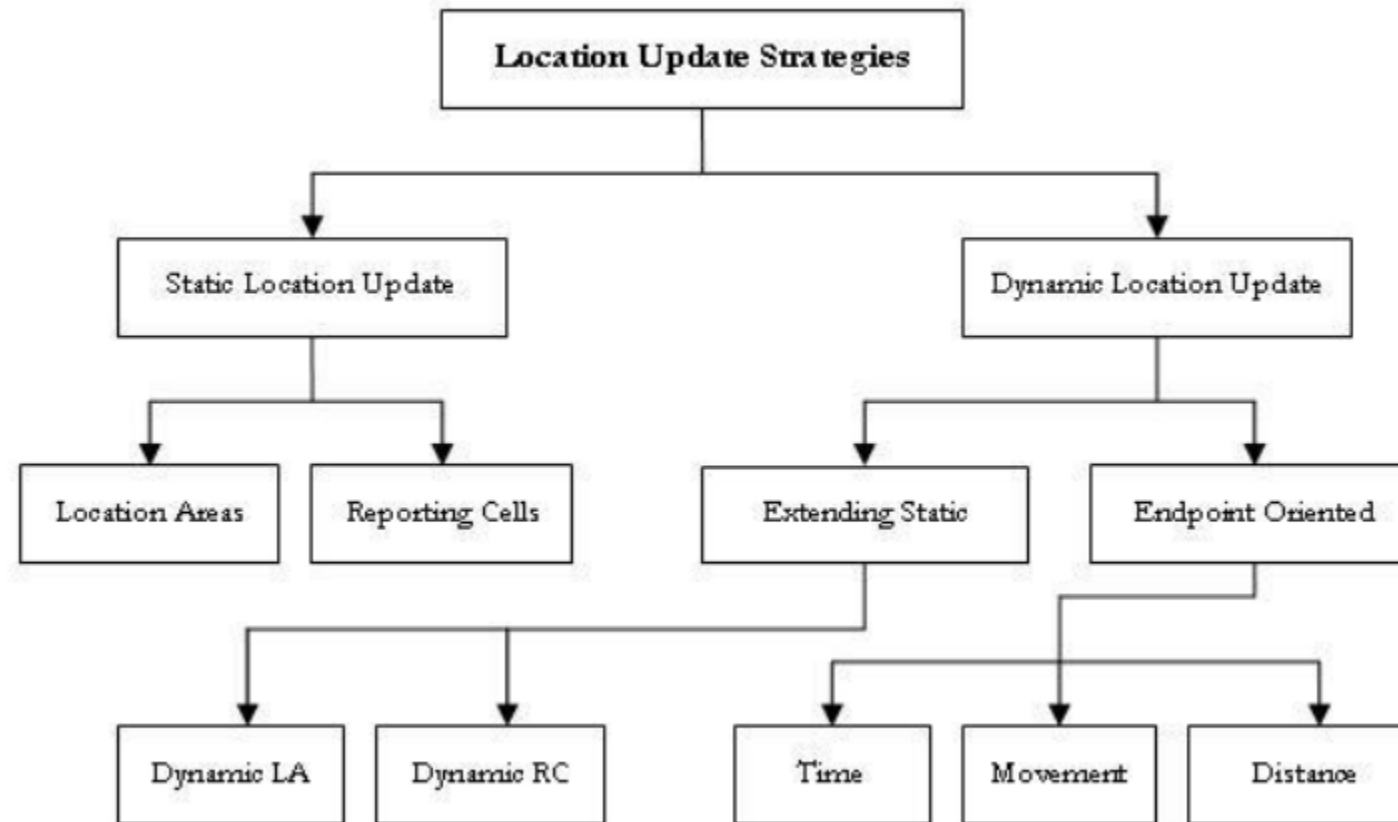 Location Update Strategies
Static Location Update
Dynamic Location Update
Location Areas
Reporting Cells
Extending Static
Endpoint Oriented
Dynamic LA
Dynamic RC
Time
Movement
Distance